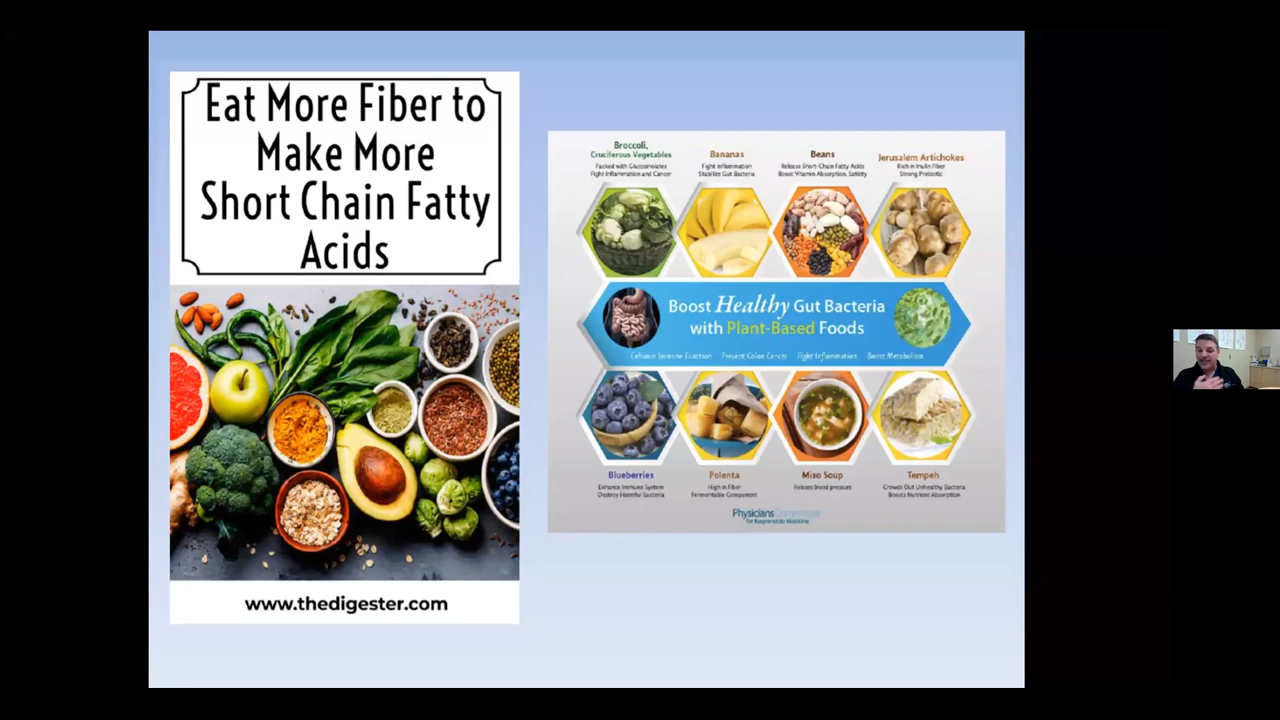 Eat More Fiber to
Make More
Short Chain Fatty
Acids
www.thedigester.com
Broccoli,
Cruciferous Vegetables
Packed with Glucosinolates
Fight Inflammation and Cancer
Bananas
Fight Inflammation
Stabilize Gut Bacteria
Beans
Release Short-Chain Fatty Acids
Boost Vitamin Absorption, Satiety
Jerusalem Artichokes
Rich in Inulin Fiber
Strong Prebiotic
Boost Healthy Gut Bacteria
with Plant-Based Foods
Enhance Immune Function Prevent Colon Cancer Fight Inflammation Boost Metabolism
Blueberries
Enhance Immune System
Destroy Harmful Bacteria
Polenta
High in Fiber
Fermentable Component
Miso Soup
blood pressure
Tempeh
Crowds Out Unhealthy Bacteria
Boosts Nutrient Absorption
PhysiciansCommittee
for Responsible Medicine